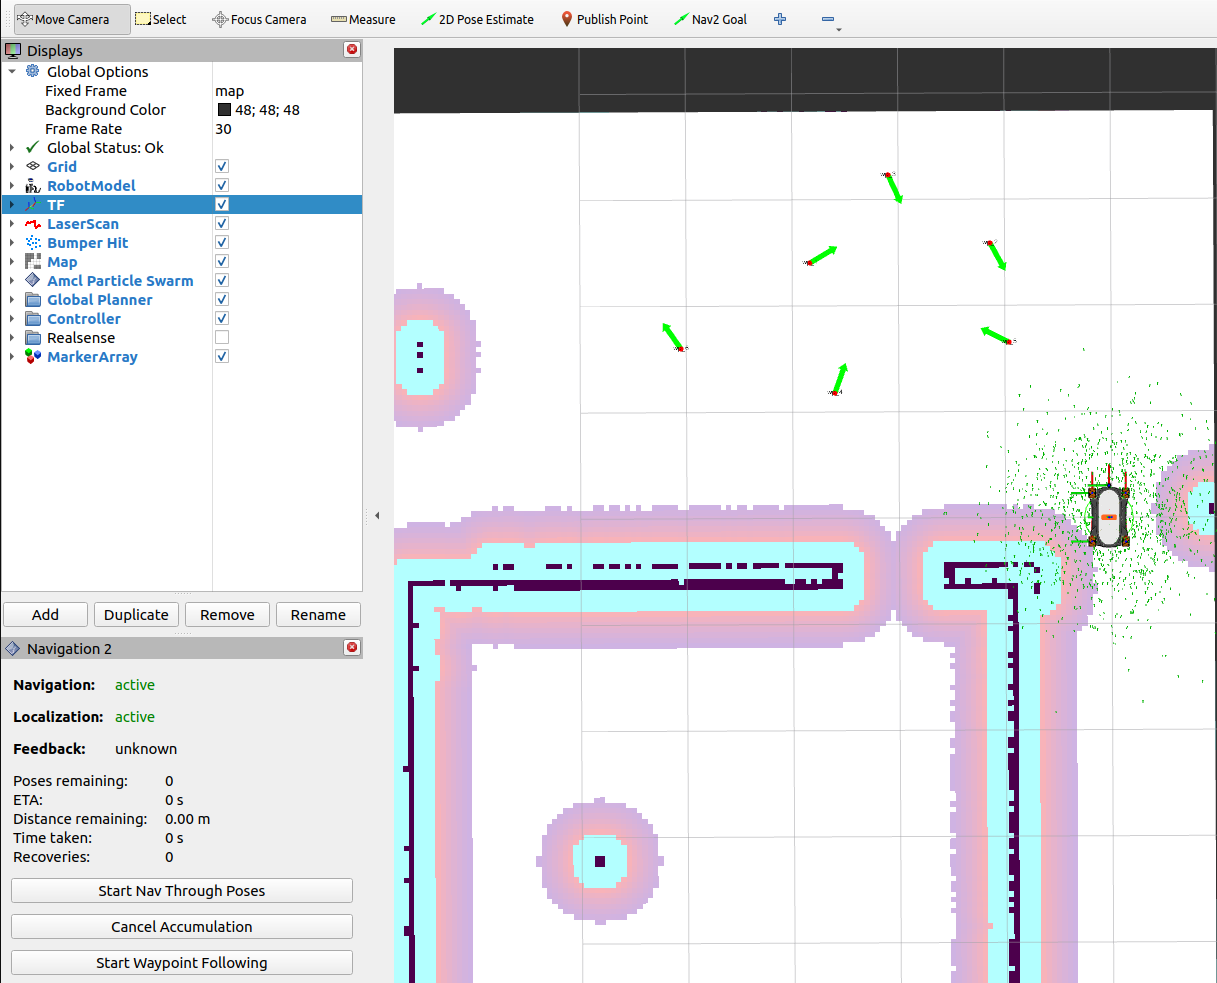 Move Camera Select Focus Camera Measure 2D Pose Estimate Publish Point Nav2 Goal
Displays
Global Options
Fixed Frame map
Background Color 48; 48; 48
Frame Rate 30
Global Status: Ok
Grid
RobotModel
TF
LaserScan
Bumper Hit
Map
Amcl Particle Swarm
Global Planner
Controller
Realsense
MarkerArray
Add Duplicate Remove Rename
Navigation 2
Navigation: active
Localization: active
Feedback: unknown
Poses remaining: 0
ETA: 0 s
Distance remaining: 0.00 m
Time taken: 0 s
Recoveries: 0
Start Nav Through Poses
Cancel Accumulation
Start Waypoint Following